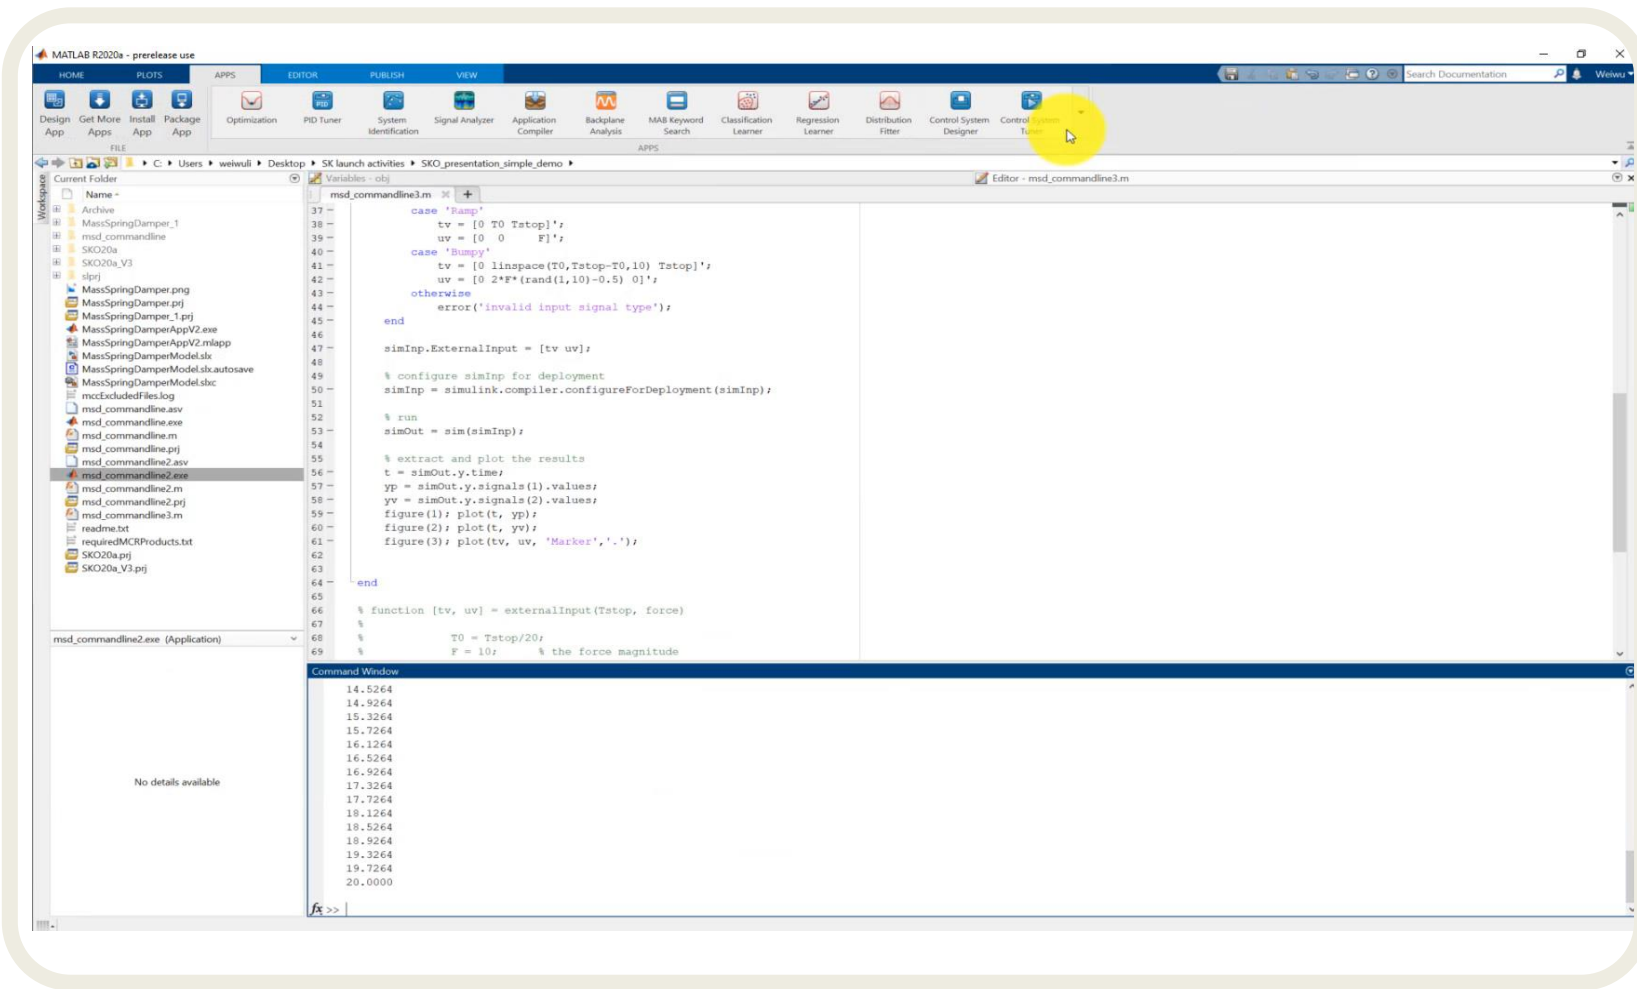 MATLAB R2020a - prerelease use
HOME PLOTS APPS EDITOR PUBLISH VIEW Search Documentation Weiwu
Design App Get More Apps Install App Package App Optimization PID Tuner System Identification Signal Analyzer Application Compiler Backplane Analysis MAB Keyword Search Classification Learner Regression Learner Distribution Fitter Control System Designer Control System Tuner
FILE APPS
C: Users weiwuli Desktop SK launch activities SKO_presentation_simple_demo
Workspace
Current Folder
Name
Archive
MassSpringDamper_1
msd_commandline
SKO20a
SKO20a_V3
slprj
MassSpringDamper.png
MassSpringDamper.prj
MassSpringDamper_1.prj
MassSpringDamperAppV2.exe
MassSpringDamperAppV2.mlapp
MassSpringDamperModel.slx
MassSpringDamperModel.slx.autosave
MassSpringDamperModel.slxc
mccExcludedFiles.log
msd_commandline.asv
msd_commandline.exe
msd_commandline.m
msd_commandline.prj
msd_commandline2.asv
msd_commandline2.exe
msd_commandline2.m
msd_commandline2.prj
msd_commandline3.m
readme.txt
requiredMCRProducts.txt
SKO20a.prj
SKO20a_V3.prj
msd_commandline2.exe (Application)
No details available
Variables - obj Editor - msd_commandline3.m
msd_commandline3.m
37 case 'Ramp'
38 tv = [0 T0 Tstop]';
39 uv = [0 0 F]';
40 case 'Bumpy'
41 tv = [0 linspace(T0,Tstop-T0,10) Tstop]';
42 uv = [0 2*F*(rand(1,10)-0.5) 0]';
43 otherwise
44 error('invalid input signal type');
45 end
46
47 simInp.ExternalInput = [tv uv];
48
49 % configure simInp for deployment
50 simInp = simulink.compiler.configureForDeployment(simInp);
51
52 % run
53 simOut = sim(simInp);
54
55 % extract and plot the results
56 t = simOut.y.time;
57 yp = simOut.y.signals(1).values;
58 yv = simOut.y.signals(2).values;
59 figure(1); plot(t, yp);
60 figure(2); plot(t, yv);
61 figure(3); plot(tv, uv, 'Marker','.');
62
63
64 end
65
66 % function [tv, uv] = externalInput(Tstop, force)
67 %
68 % T0 = Tstop/20;
69 % F = 10; % the force magnitude
Command Window
14.5264
14.9264
15.3264
15.7264
16.1264
16.5264
16.9264
17.3264
17.7264
18.1264
18.5264
18.9264
19.3264
19.7264
20.0000
fx >>